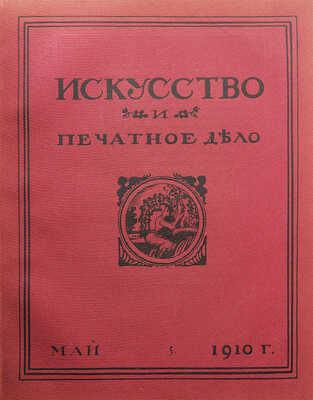 ИСКУССТВО
И
ПЕЧАТНОЕ ДѢЛО
МАЙ 5. 1910 Г.